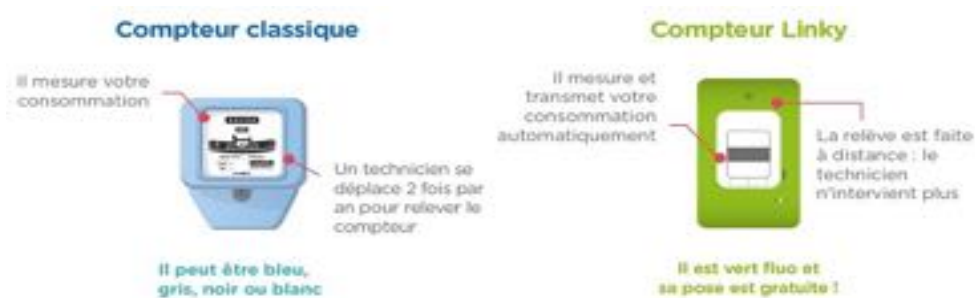 Compteur classique
Il mesure votre
consommation
Un technicien se
déplace 2 fois par
an pour relever le
compteur
Il peut être bleu,
gris, noir ou blanc
Compteur Linky
Il mesure et
transmet votre
consommation
automatiquement
La relève est faite
à distance : le
technicien
n'intervient plus
Il est vert fluo et
sa pose est gratuite !